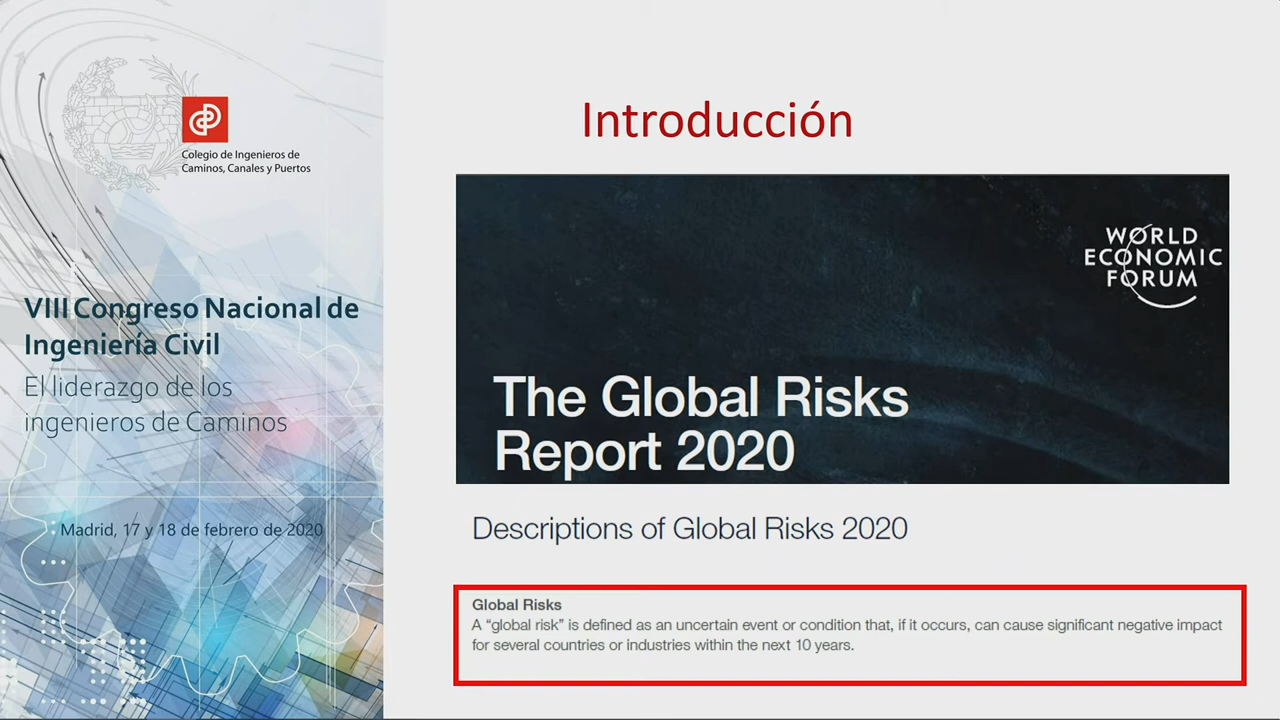 Colegio de Ingenieros de
Caminos, Canales y Puertos
VIII Congreso Nacional de
Ingeniería Civil
El liderazgo de los
ingenieros de Caminos
Madrid, 17 y 18 de febrero de 2020
Introducción
WORLD
ECONOMIC
FORUM
The Global Risks
Report 2020
Descriptions of Global Risks 2020
Global Risks
A “global risk” is defined as an uncertain event or condition that, if it occurs, can cause significant negative impact
for several countries or industries within the next 10 years.